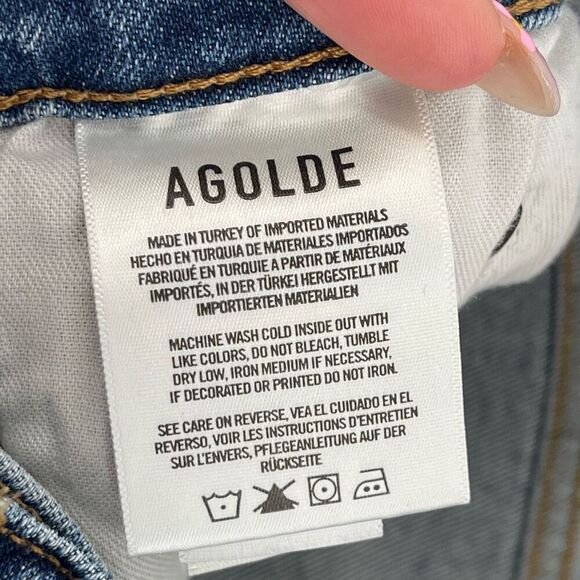 AGOLDE
MADE IN TURKEY OF IMPORTED MATERIALS
HECHO EN TURQUIA DE MATERIALES IMPORTADOS
FABRIQUÉ EN TURQUIE A PARTIR DE MATÉRIAUX
IMPORTÉS, IN DER TÜRKEI HERGESTELLT MIT
IMPORTIERTEN MATERIALIEN
MACHINE WASH COLD INSIDE OUT WITH
LIKE COLORS, DO NOT BLEACH, TUMBLE
DRY LOW, IRON MEDIUM IF NECESSARY,
IF DECORATED OR PRINTED DO NOT IRON.
SEE CARE ON REVERSE, VEA EL CUIDADO EN EL
REVERSO, VOIR LES INSTRUCTIONS D'ENTRETIEN
SUR L'ENVERS, PFLEGEANLEITUNG AUF DER
RÜCKSEITE